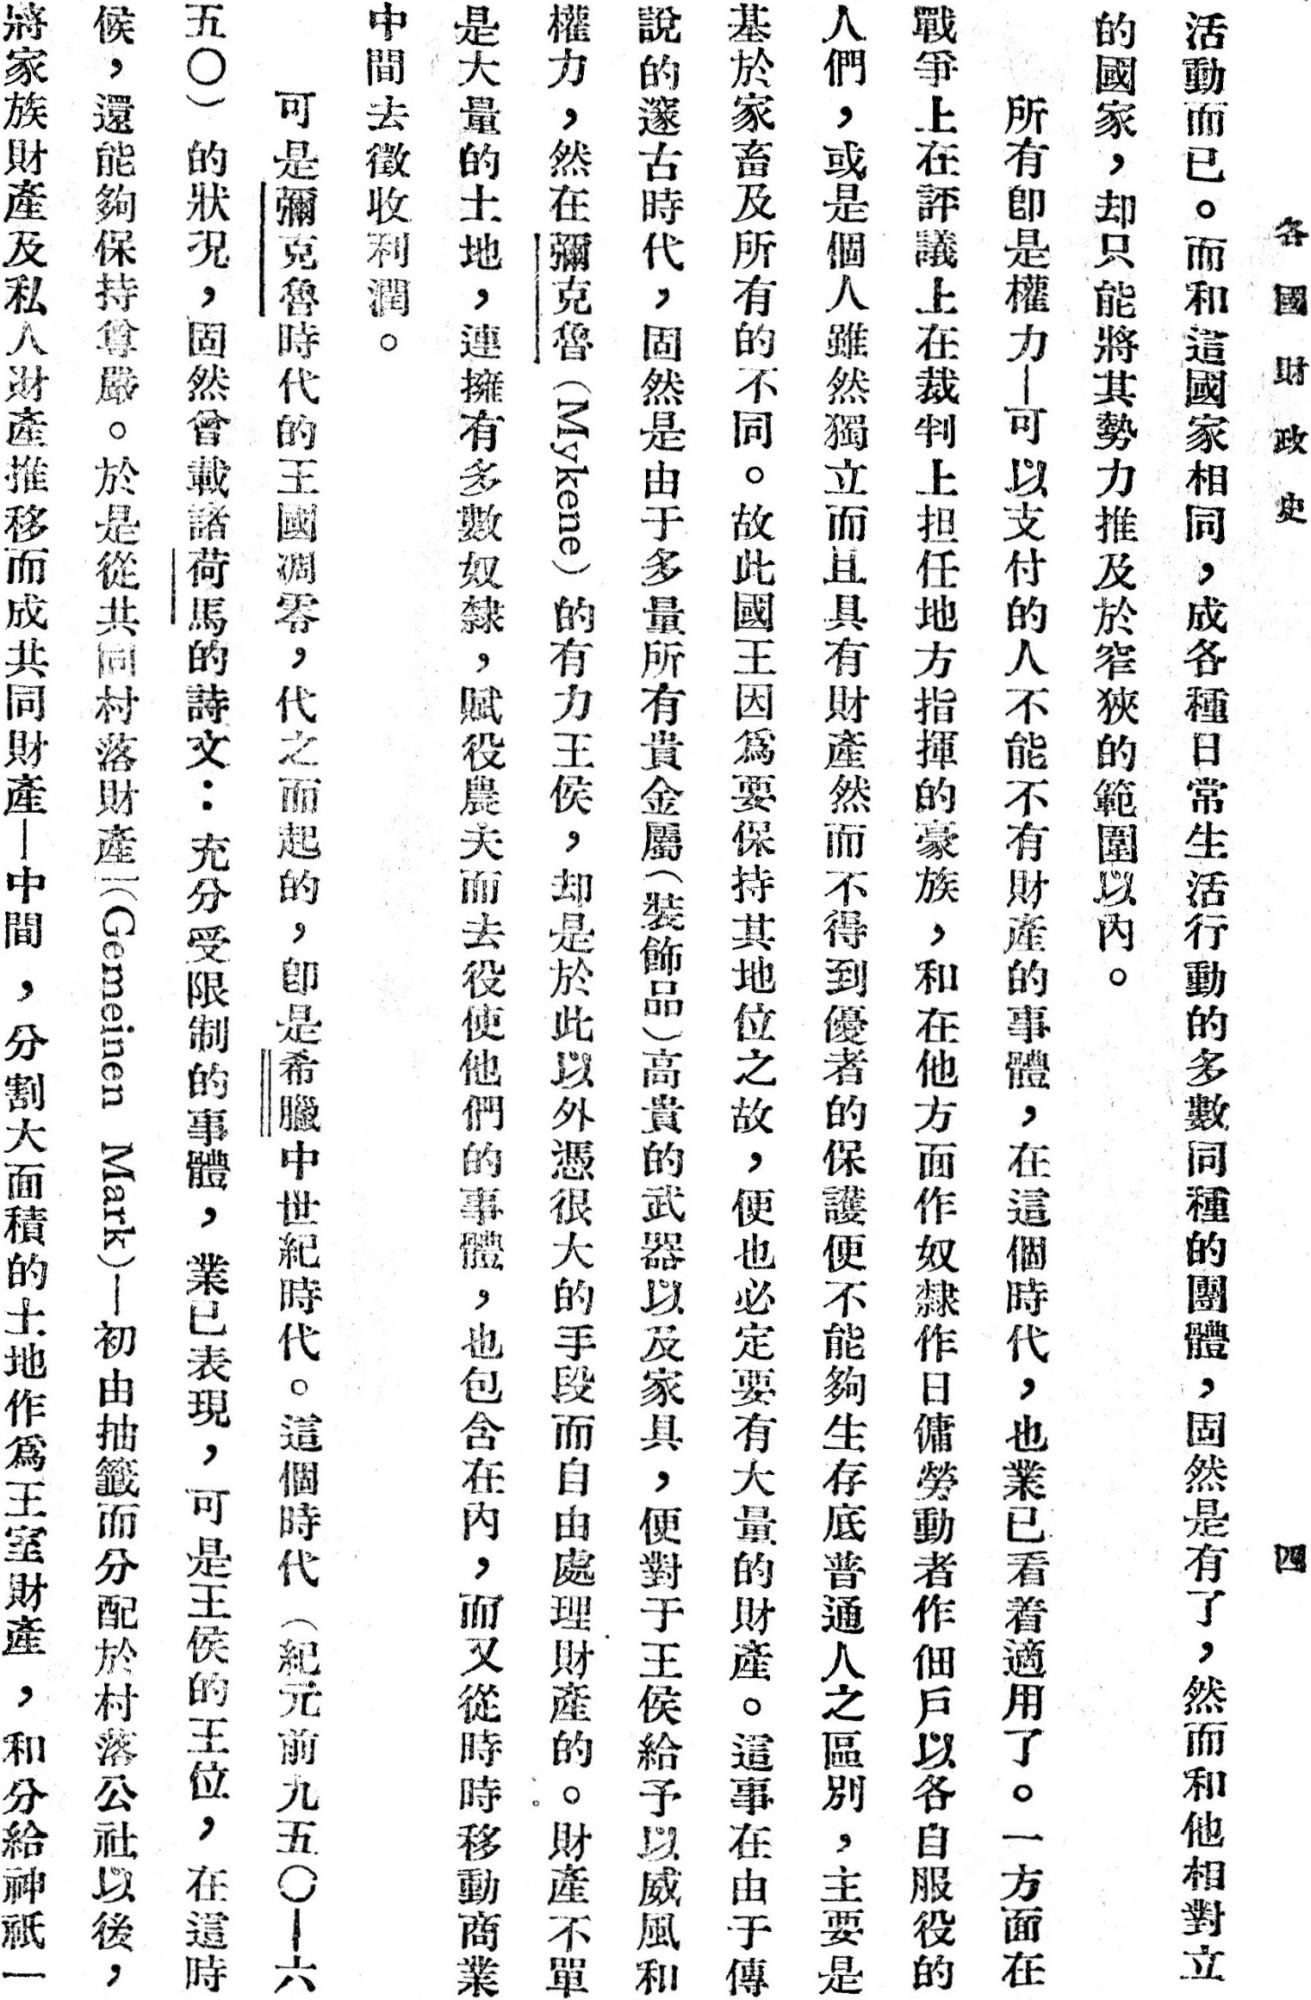 各國財政史
四
活動而已。而和這國家相同，成各種日常生活行動的多數同種的團體，固然是有了，然而和他相對立
的國家，却只能將其勢力推及於窄狹的範圍以內。
所有卽是權力—可以支付的人不能不有財產的事體，在這個時代，也業已看着適用了。一方面在
戰爭上在評議上在裁判上担任地方指揮的豪族，和在他方面作奴隸作日傭勞動者作佃戶以各自服役的
人們，或是個人雖然獨立而且具有財產然而不得到優者的保護便不能夠生存底普通人之區別，主要是
基於家畜及所有的不同。故此國王因爲要保持其地位之故，便也必定要有大量的財產。這事在由于傳
說的邃古時代，固然是由于多量所有貴金屬（裝飾品）高貴的武器以及家具，便對于王侯給予以威風和
權力，然在彌克魯（Mykene）的有力王侯，却是於此以外憑很大的手段而自由處理財產的。財產不單
是大量的土地，連擁有多數奴隸，賦役農夫而去役使他們的事體，也包含在內，而又從時時移動商業
中間去徵收利潤。
可是彌克魯時代的王國凋零，代之而起的，卽是希臘中世紀時代。這個時代（紀元前九五〇—六
五〇）的狀況，固然曾載諸荷馬的詩文：充分受限制的事體，業已表現，可是王侯的王位，在這時
候，還能夠保持尊嚴。於是從共同村落財產（Gemeinen Mark）—初由抽籤而分配於村落公社以後，
將家族財產及私人財產推移而成共同財產—中間，分割大面積的土地作爲王室財產，和分給神祇一